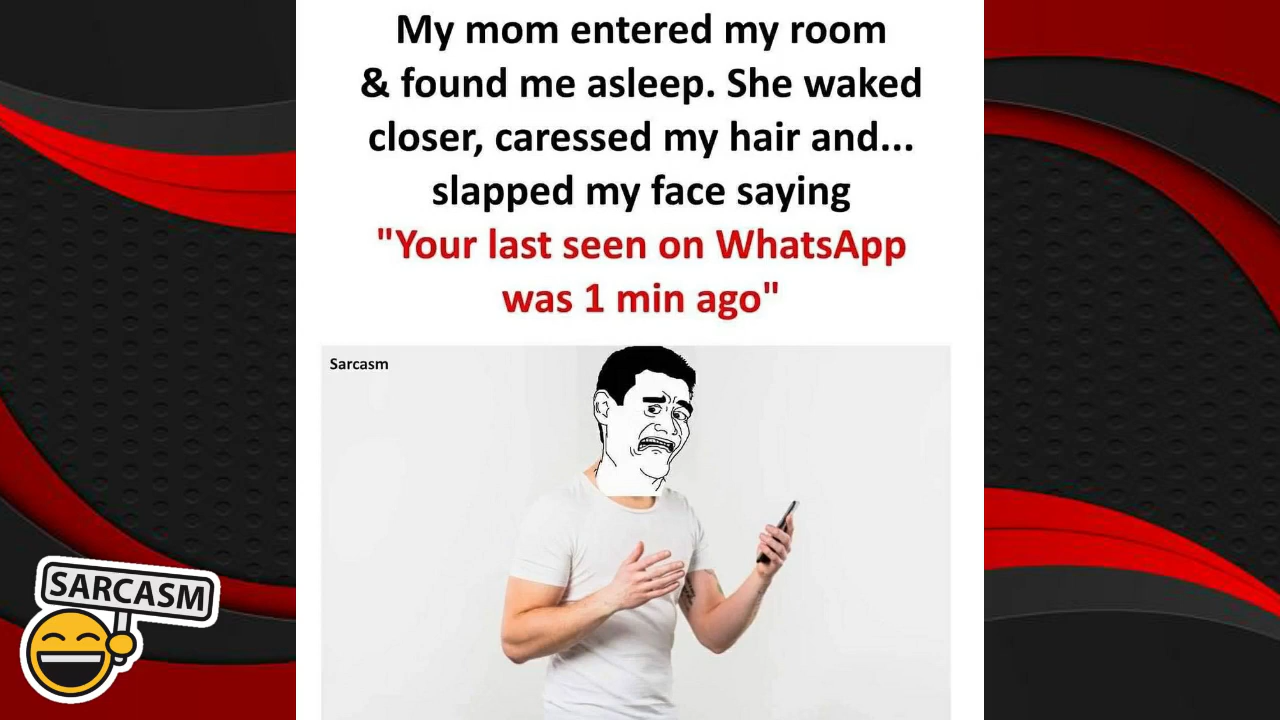 My mom entered my room
& found me asleep. She waked
closer, caressed my hair and...
slapped my face saying
"Your last seen on WhatsApp
was 1 min ago"
Sarcasm
SARCASM